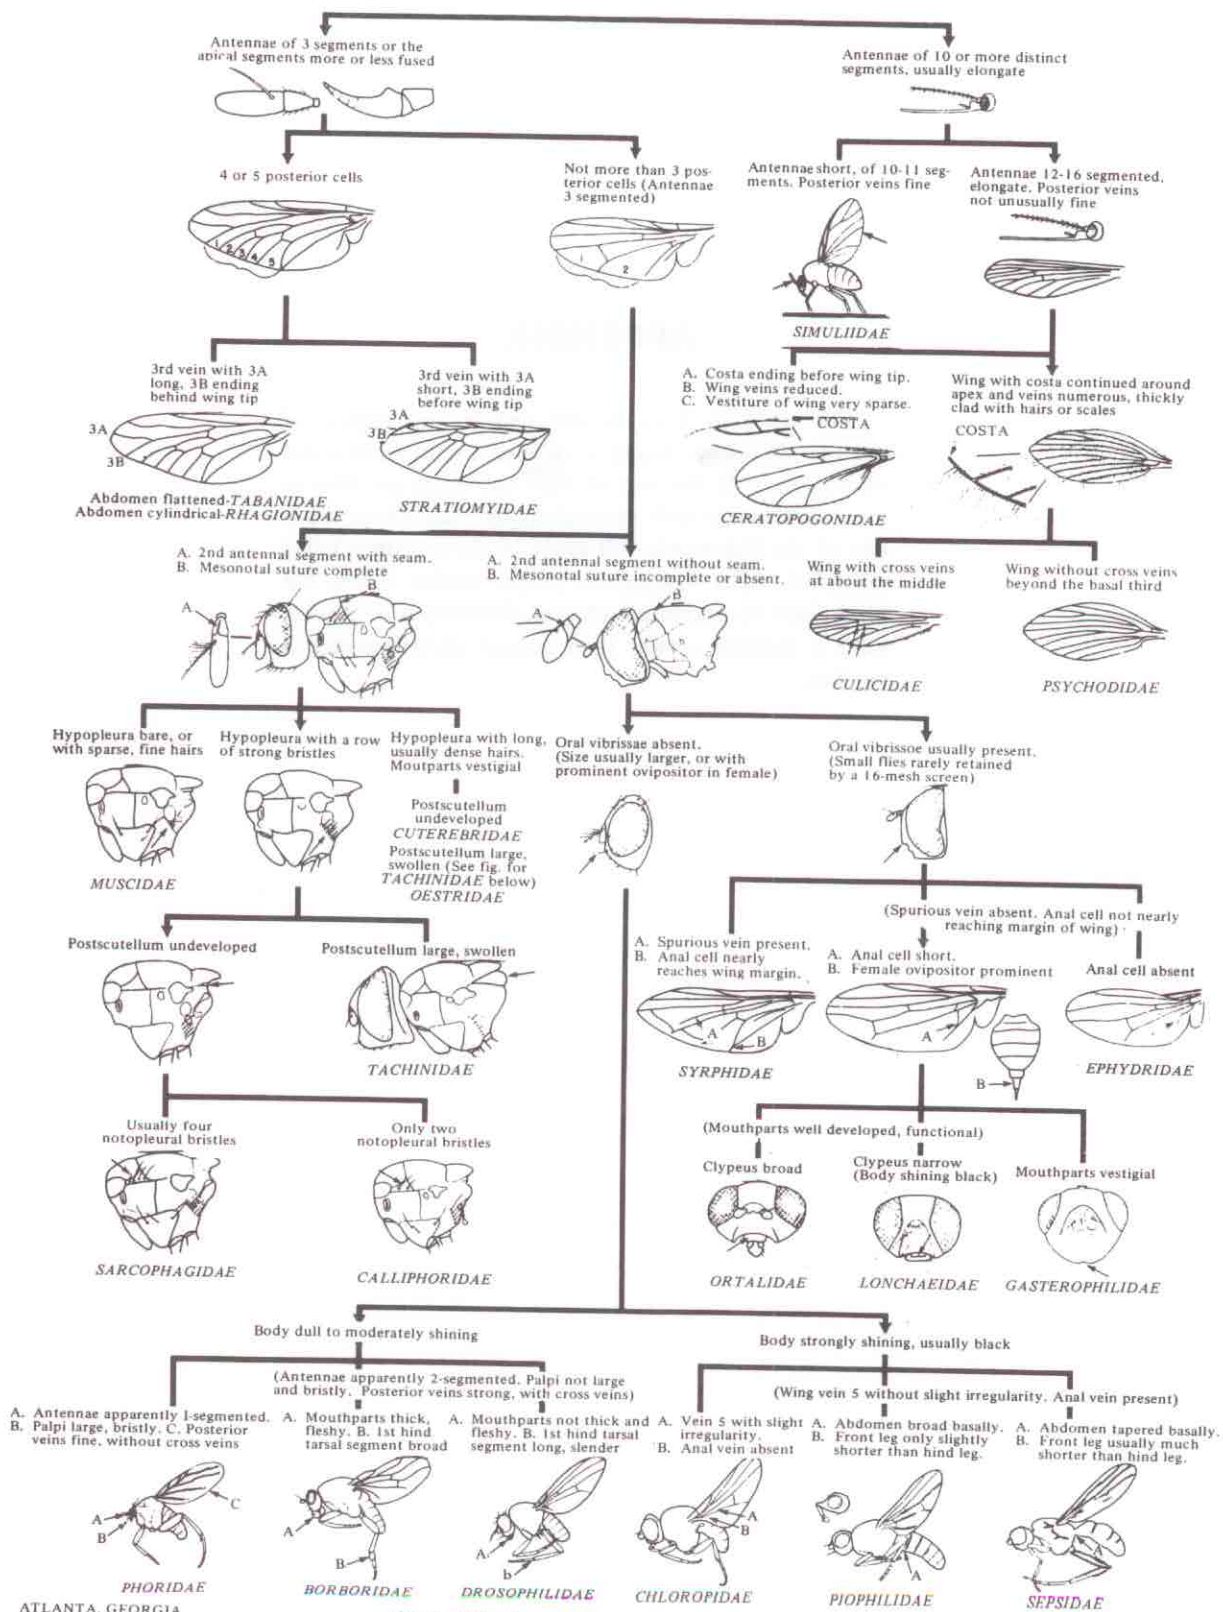 Antennae of 3 segments or the
apical segments more or less fused
Antennae of 10 or more distinct
segments, usually elongate
4 or 5 posterior cells
Not more than 3 pos-
terior cells (Antennae
3 segmented)
Antennae short, of 10-11 seg-
ments. Posterior veins fine
Antennae 12-16 segmented,
elongate. Posterior veins
not unusually fine
1 2 3 4 5
1 2
SIMULIIDAE
3rd vein with 3A
long, 3B ending
behind wing tip
3rd vein with 3A
short, 3B ending
before wing tip
A. Costa ending before wing tip.
B. Wing veins reduced.
C. Vestiture of wing very sparse.
Wing with costa continued around
apex and veins numerous, thickly
clad with hairs or scales
3A
3B
3A
3B
COSTA
COSTA
Abdomen flattened-TABANIDAE
Abdomen cylindrical-RHAGIONIDAE
STRATIOMYIDAE
CERATOPOGONIDAE
A. 2nd antennal segment with seam.
B. Mesonotal suture complete
A. 2nd antennal segment without seam.
B. Mesonotal suture incomplete or absent.
Wing with cross veins
at about the middle
Wing without cross veins
beyond the basal third
A
B
A
B
CULICIDAE
PSYCHODIDAE
Hypopleura bare, or
with sparse, fine hairs
Hypopleura with a row
of strong bristles
Hypopleura with long,
usually dense hairs.
Moutparts vestigial
Oral vibrissae absent.
(Size usually larger, or with
prominent ovipositor in female)
Oral vibrissoe usually present.
(Small flies rarely retained
by a 16-mesh screen)
Postscutellum
undeveloped
CUTEREBRIDAE
Postscutellum large,
swollen (See fig. for
TACHINIDAE below)
OESTRIDAE
MUSCIDAE
Postscutellum undeveloped
Postscutellum large, swollen
(Spurious vein absent. Anal cell not nearly
reaching margin of wing)
A. Spurious vein present.
B. Anal cell nearly
reaches wing margin.
A. Anal cell short.
B. Female ovipositor prominent
Anal cell absent
A
B
A
B
TACHINIDAE
SYRPHIDAE
EPHYDRIDAE
Usually four
notopleural bristles
Only two
notopleural bristles
(Mouthparts well developed, functional)
Clypeus broad
Clypeus narrow
(Body shining black)
Mouthparts vestigial
SARCOPHAGIDAE
CALLIPHORIDAE
ORTALIDAE
LONCHAEIDAE
GASTEROPHILIDAE
Body dull to moderately shining
Body strongly shining, usually black
(Antennae apparently 2-segmented. Palpi not large
and bristly. Posterior veins strong, with cross veins)
(Wing vein 5 without slight irregularity. Anal vein present)
A. Antennae apparently 1-segmented.
B. Palpi large, bristly. C. Posterior
veins fine, without cross veins
A. Mouthparts thick,
fleshy. B. 1st hind
tarsal segment broad
A. Mouthparts not thick and
fleshy. B. 1st hind tarsal
segment long, slender
A. Vein 5 with slight
irregularity.
B. Anal vein absent
A. Abdomen broad basally.
B. Front leg only slightly
shorter than hind leg.
A. Abdomen tapered basally.
B. Front leg usually much
shorter than hind leg.
A
B
C
A
B
A
b
A
B
A
A
PHORIDAE
BORBORIDAE
DROSOPHILIDAE
CHLOROPIDAE
PIOPHILIDAE
SEPSIDAE
ATLANTA, GEORGIA